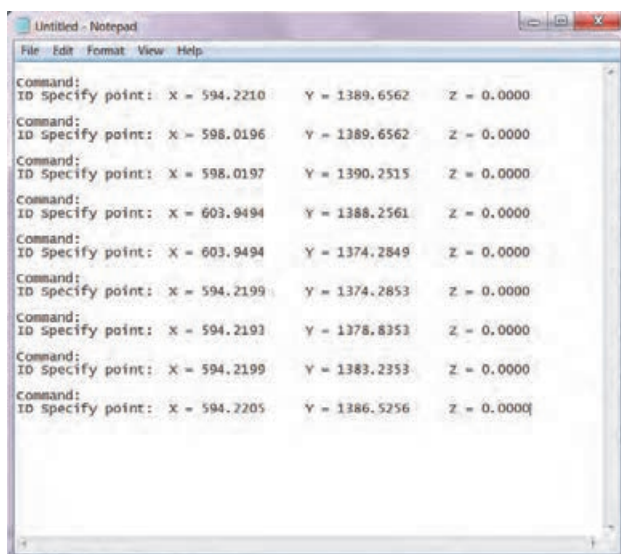 Untitled - Notepad
File Edit Format View Help
Command:
ID Specify point: X = 594.2210 Y = 1389.6562 Z = 0.0000
Command:
ID Specify point: X = 598.0196 Y = 1389.6562 Z = 0.0000
Command:
ID Specify point: X = 598.0197 Y = 1390.2515 Z = 0.0000
Command:
ID Specify point: X = 603.9494 Y = 1388.2561 Z = 0.0000
Command:
ID Specify point: X = 603.9494 Y = 1374.2849 Z = 0.0000
Command:
ID Specify point: X = 594.2199 Y = 1374.2853 Z = 0.0000
Command:
ID Specify point: X = 594.2193 Y = 1378.8353 Z = 0.0000
Command:
ID Specify point: X = 594.2199 Y = 1383.2353 Z = 0.0000
Command:
ID Specify point: X = 594.2205 Y = 1386.5256 Z = 0.0000